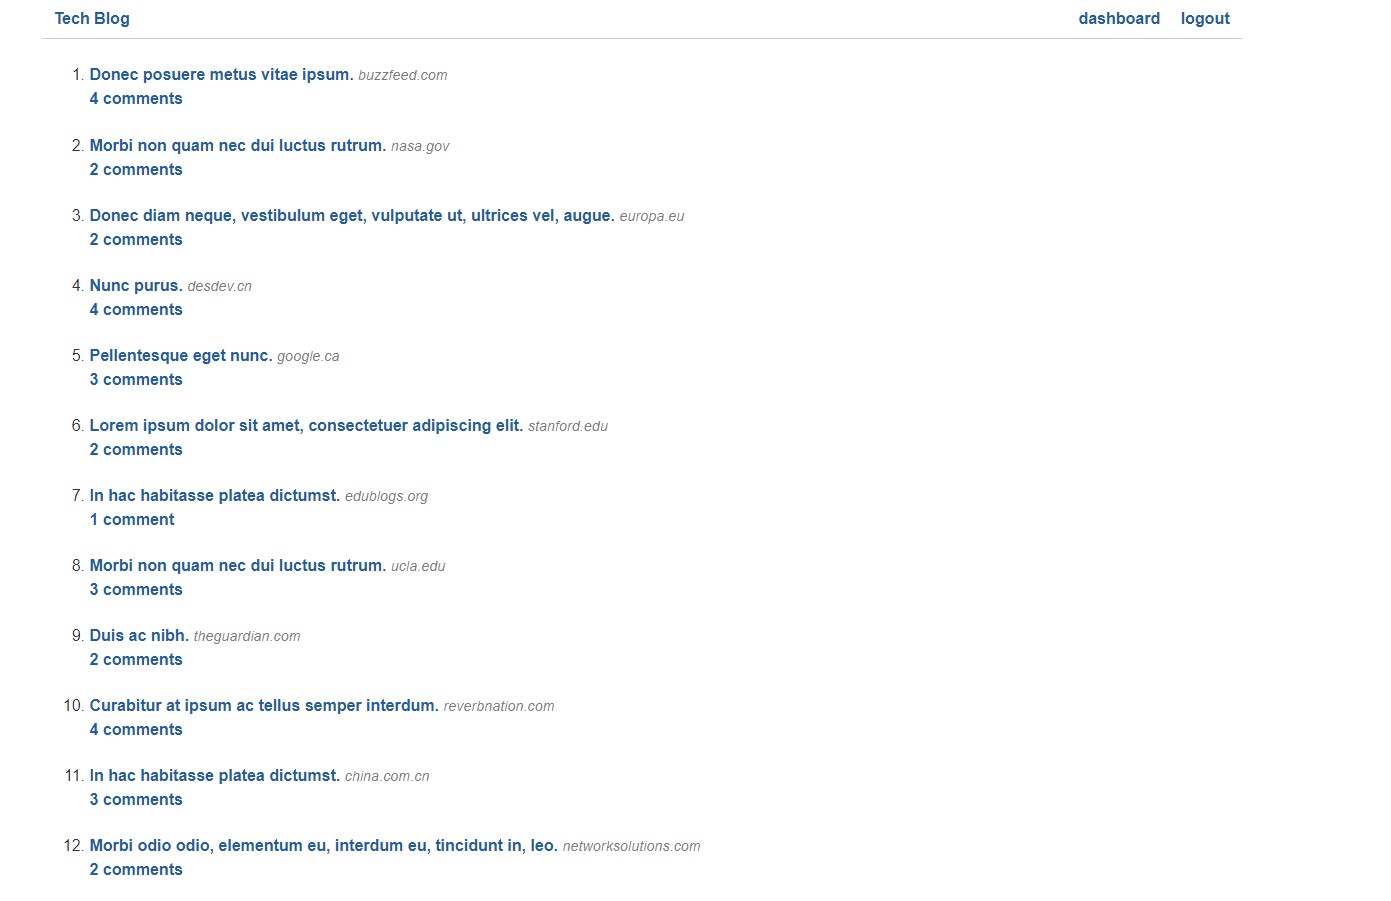 Tech Blog dashboard logout
1. Donec posuere metus vitae ipsum. buzzfeed.com
4 comments
2. Morbi non quam nec dui luctus rutrum. nasa.gov
2 comments
3. Donec diam neque, vestibulum eget, vulputate ut, ultrices vel, augue. europa.eu
2 comments
4. Nunc purus. desdev.cn
4 comments
5. Pellentesque eget nunc. google.ca
3 comments
6. Lorem ipsum dolor sit amet, consectetuer adipiscing elit. stanford.edu
2 comments
7. In hac habitasse platea dictumst. edublogs.org
1 comment
8. Morbi non quam nec dui luctus rutrum. ucla.edu
3 comments
9. Duis ac nibh. theguardian.com
2 comments
10. Curabitur at ipsum ac tellus semper interdum. reverbnation.com
4 comments
11. In hac habitasse platea dictumst. china.com.cn
3 comments
12. Morbi odio odio, elementum eu, interdum eu, tincidunt in, leo. networksolutions.com
2 comments